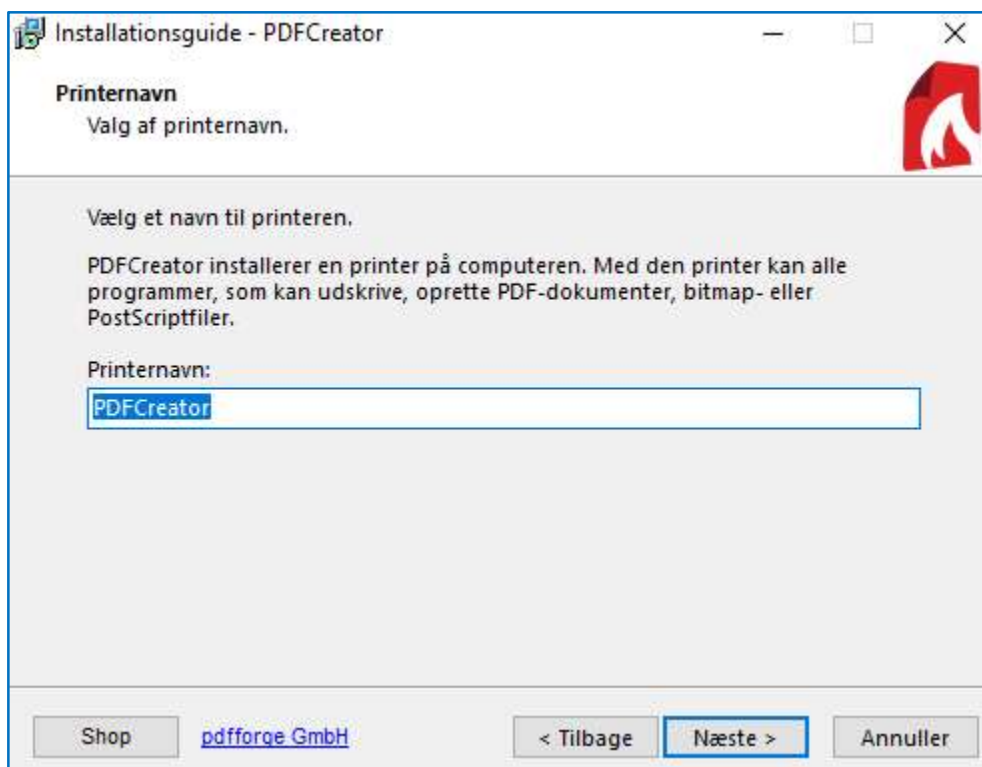 Installationsguide - PDFCreator
Printernavn
Valg af printernavn.
Vælg et navn til printeren.
PDFCreator installerer en printer på computeren. Med den printer kan alle
programmer, som kan udskrive, oprette PDF-dokumenter, bitmap- eller
PostScriptfiler.
Printernavn:
PDFCreator
Shop pdfforge GmbH < Tilbage Næste > Annuller